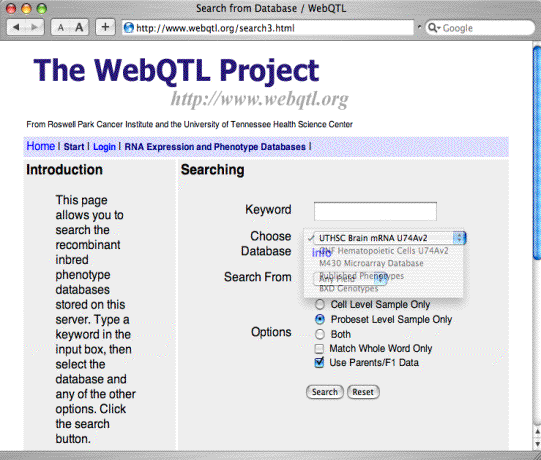 Search from Database / WebQTL
A A + http://www.webqtl.org/search3.html Google
The WebQTL Project
http://www.webqtl.org
From Roswell Park Cancer Institute and the University of Tennessee Health Science Center
Home | Start | Login | RNA Expression and Phenotype Databases |
Introduction
This page
allows you to
search the
recombinant
inbred
phenotype
databases
stored on this
server. Type a
keyword in the
input box, then
select the
database and
any of the other
options. Click
the search
button.
Searching
Keyword
Choose
Database
✓ UTHSC Brain mRNA U74Av2
Hematopoietic Cells U74Av2
Info
M430 Microarray Database
Published Phenotypes
BXD Genotypes
Search From
Any Field
Options
Cell Level Sample Only
Probeset Level Sample Only
Both
Match Whole Word Only
Use Parents/F1 Data
Search Reset